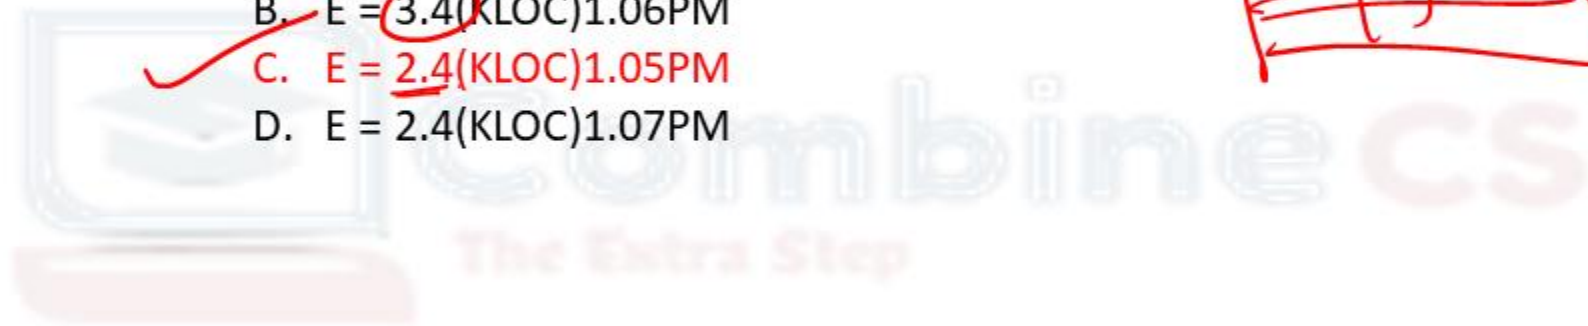 B. E = 3.4(KLOC)1.06PM
C. E = 2.4(KLOC)1.05PM
D. E = 2.4(KLOC)1.07PM
Combine CS
The Extra Step